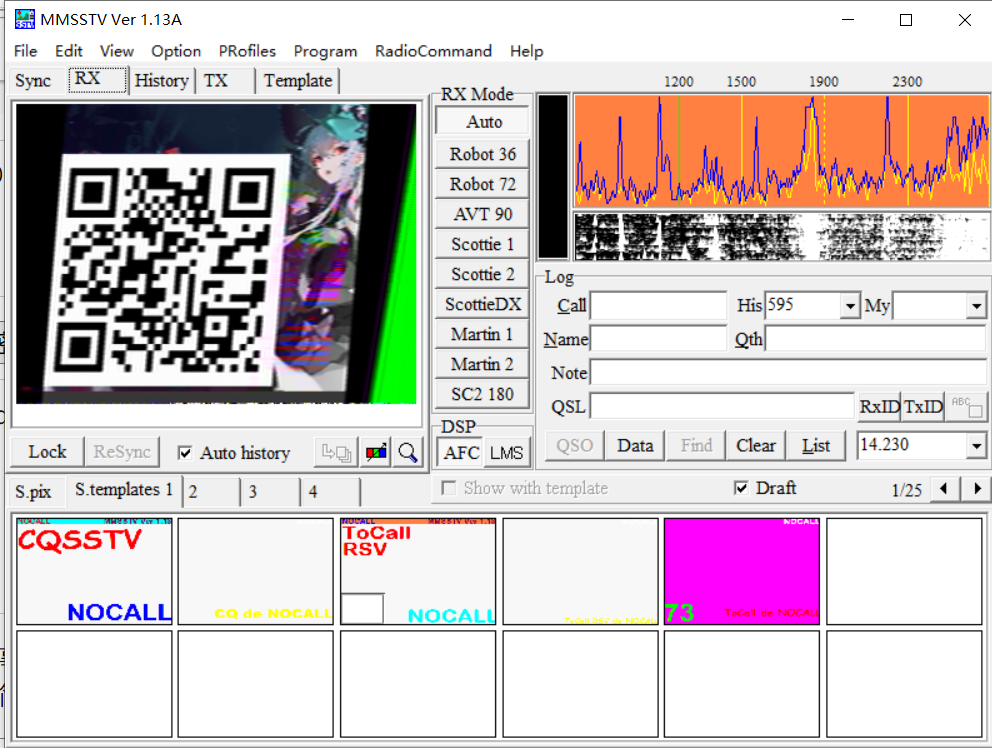 MMSSTV Ver 1.13A
File Edit View Option PRofiles Program RadioCommand Help
Sync RX History TX Template
RX Mode
Auto
Robot 36
Robot 72
AVT 90
Scottie 1
Scottie 2
ScottieDX
Martin 1
Martin 2
SC2 180
DSP
AFC LMS
1200 1500 1900 2300
Log
Call His 595 My
Name Qth
Note
QSL RxID TxID ABC
QSO Data Find Clear List 14.230
Lock ReSync Auto history
Show with template Draft 1/25
S.pix S.templates 1 2 3 4
NOCALL MMSSTV Ver 1.13
CQSSTV
NOCALL
CQ de NOCALL
NOCALL MMSSTV Ver 1.13
ToCall
RSV
NOCALL
NOCALL
73 ToCall de NOCALL